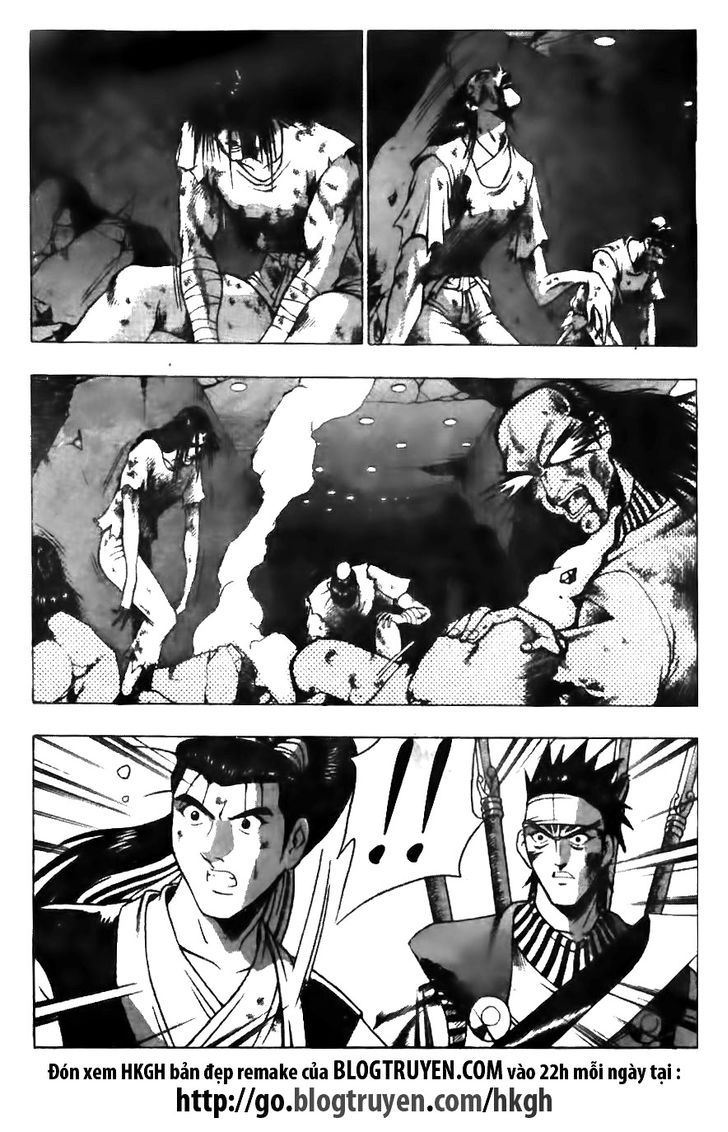 !!
Đón xem HKGH bản đẹp remake của BLOGTRUYEN.COM vào 22h mỗi ngày tại :
http://go.blogtruyen.com/hkgh